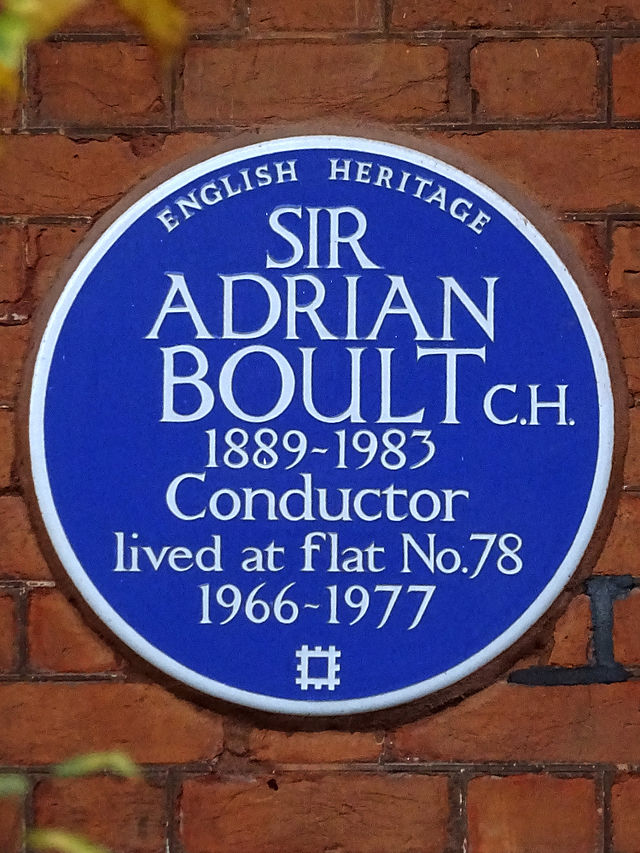 ENGLISH HERITAGE
SIR
ADRIAN
BOULT C.H.
1889~1983
Conductor
lived at flat No.78
1966~1977